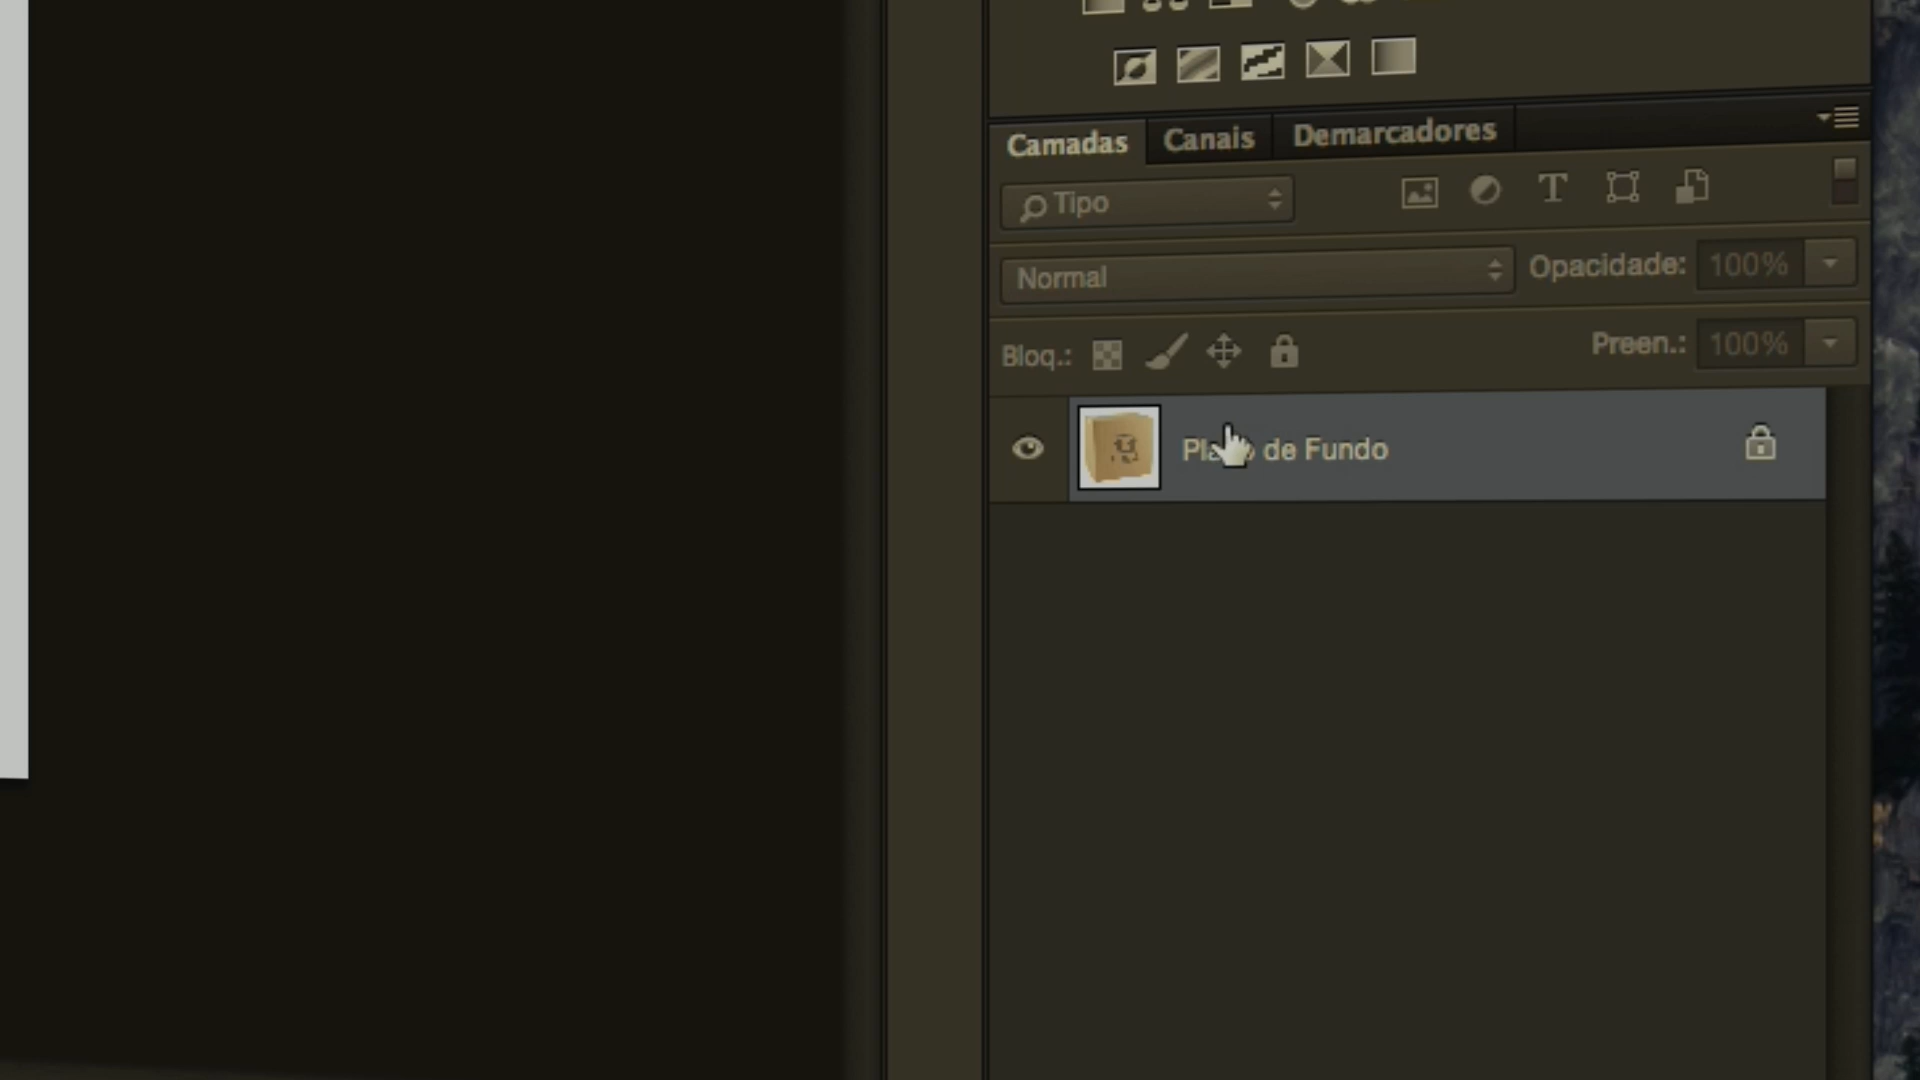 Camadas Canais Demarcadores
Tipo T
Normal Opacidade: 100%
Bloq.: Preen.: 100%
de Fundo